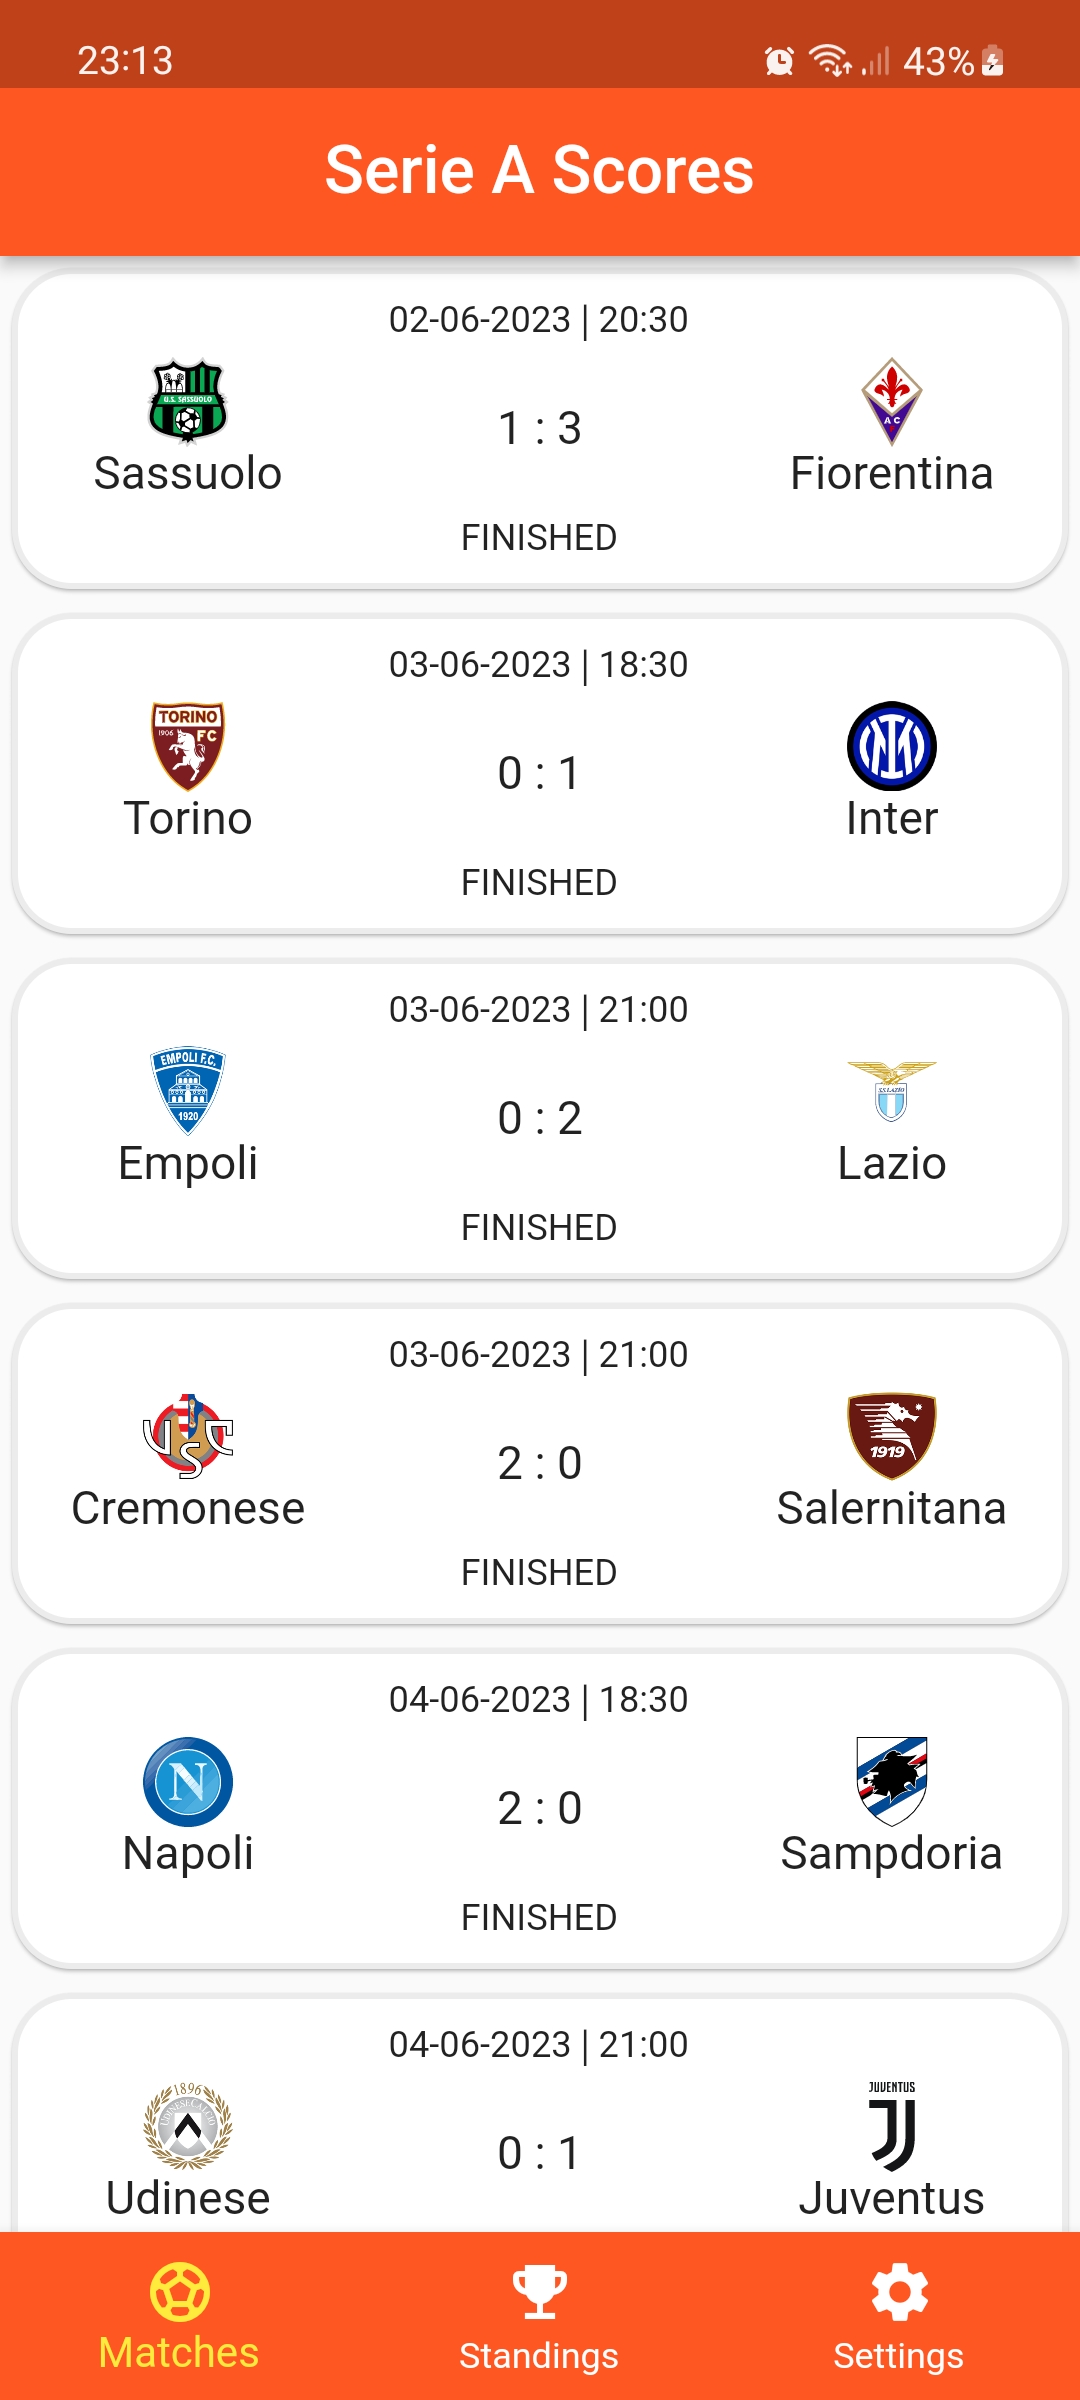 23:13
43%
Serie A Scores
02-06-2023 | 20:30
U.S. SASSUOLO
AC
1 : 3
Sassuolo
Fiorentina
FINISHED
03-06-2023 | 18:30
TORINO
1906 FC
0 : 1
Torino
Inter
FINISHED
03-06-2023 | 21:00
EMPOLI F.C.
1920
S.S.LAZIO
0 : 2
Empoli
Lazio
FINISHED
03-06-2023 | 21:00
USC
1919
2 : 0
Cremonese
Salernitana
FINISHED
04-06-2023 | 18:30
N
2 : 0
Napoli
Sampdoria
FINISHED
04-06-2023 | 21:00
1896
UDINESE CALCIO
JUVENTUS
0 : 1
Udinese
Juventus
Matches
Standings
Settings